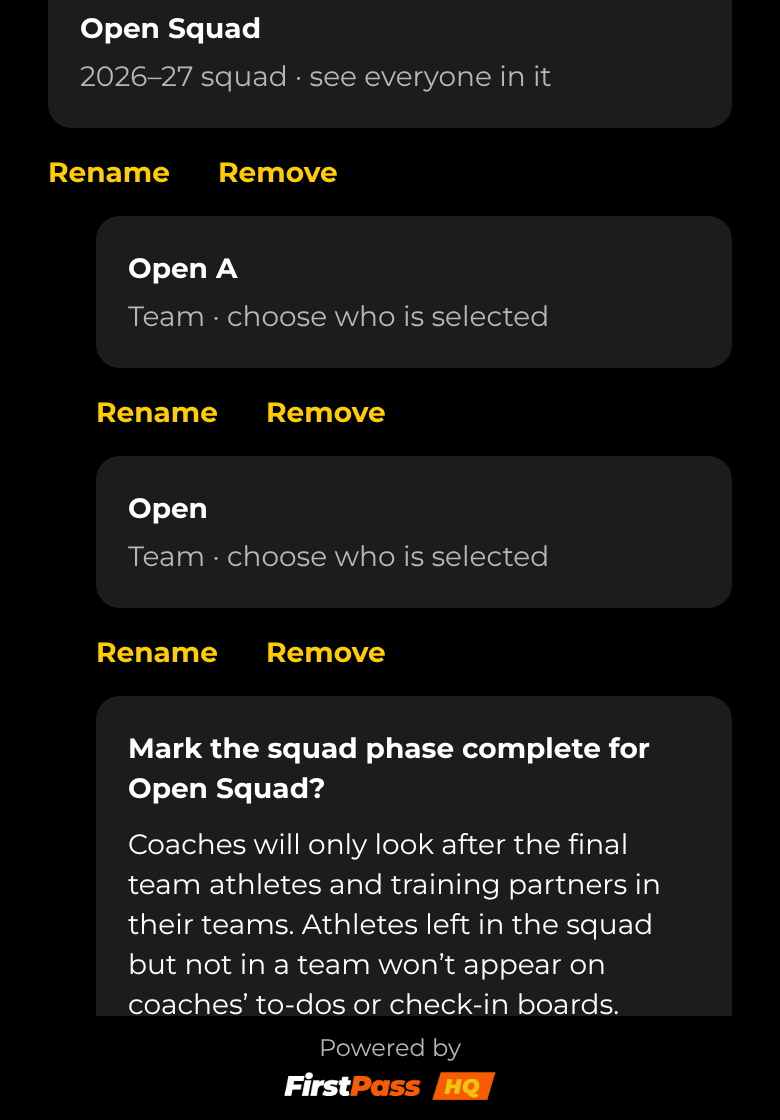 Open Squad
2026–27 squad · see everyone in it
Rename Remove
Open A
Team · choose who is selected
Rename Remove
Open
Team · choose who is selected
Rename Remove
Mark the squad phase complete for
Open Squad?
Coaches will only look after the final
team athletes and training partners in
their teams. Athletes left in the squad
but not in a team won’t appear on
coaches’ to-dos or check-in boards.
Powered by
FirstPass HQ